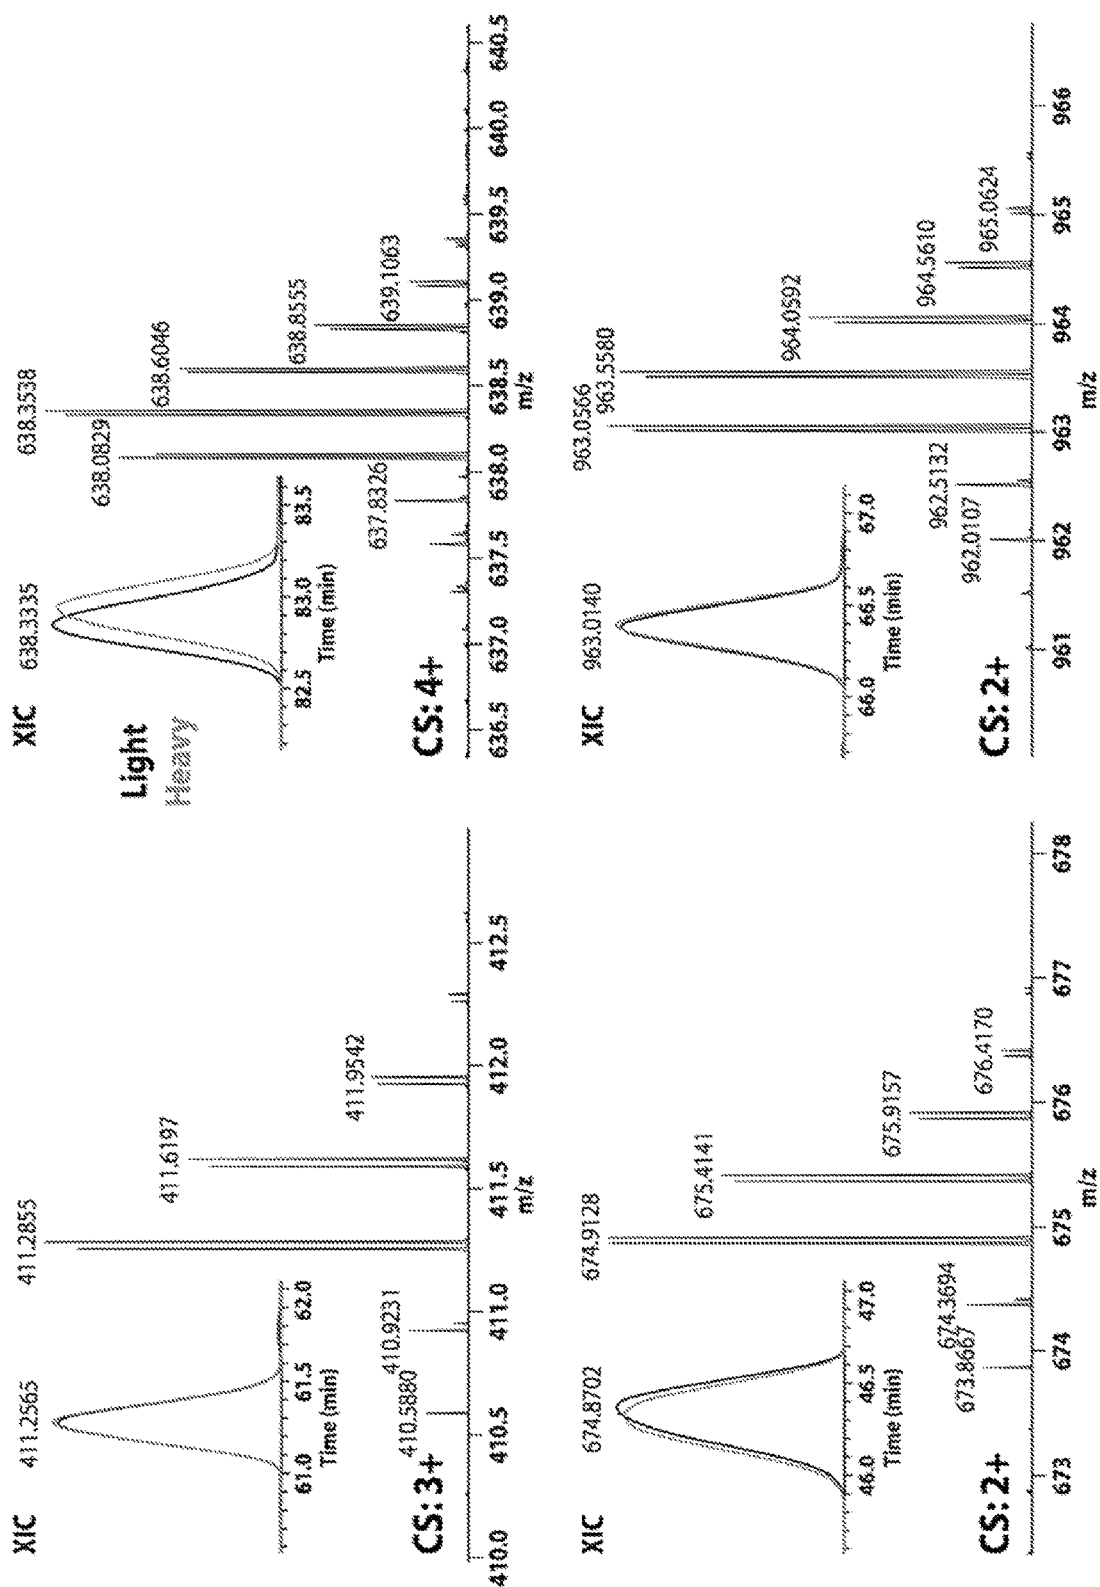 XIC
411.2565
411.2855
411.6197
411.9542
410.9231
410.5880
61.0 61.5 62.0
Time (min)
CS: 3+
410.0 410.5 411.0 411.5 412.0 412.5
m/z
Light
Heavy
XIC
638.3335
638.3538
638.0829
638.6046
638.8555
639.1063
637.8326
82.5 83.0 83.5
Time (min)
CS: 4+
636.5 637.0 637.5 638.0 638.5 639.0 639.5 640.0 640.5
m/z
XIC
674.8702
674.9128
675.4141
675.9157
676.4170
674.3694
673.8667
46.0 46.5 47.0
Time (min)
CS: 2+
673 674 675 676 677 678
m/z
XIC
963.0140
963.0566
963.5580
964.0592
964.5610
965.0624
962.5132
962.0107
66.0 66.5 67.0
Time (min)
CS: 2+
961 962 963 964 965 966
m/z